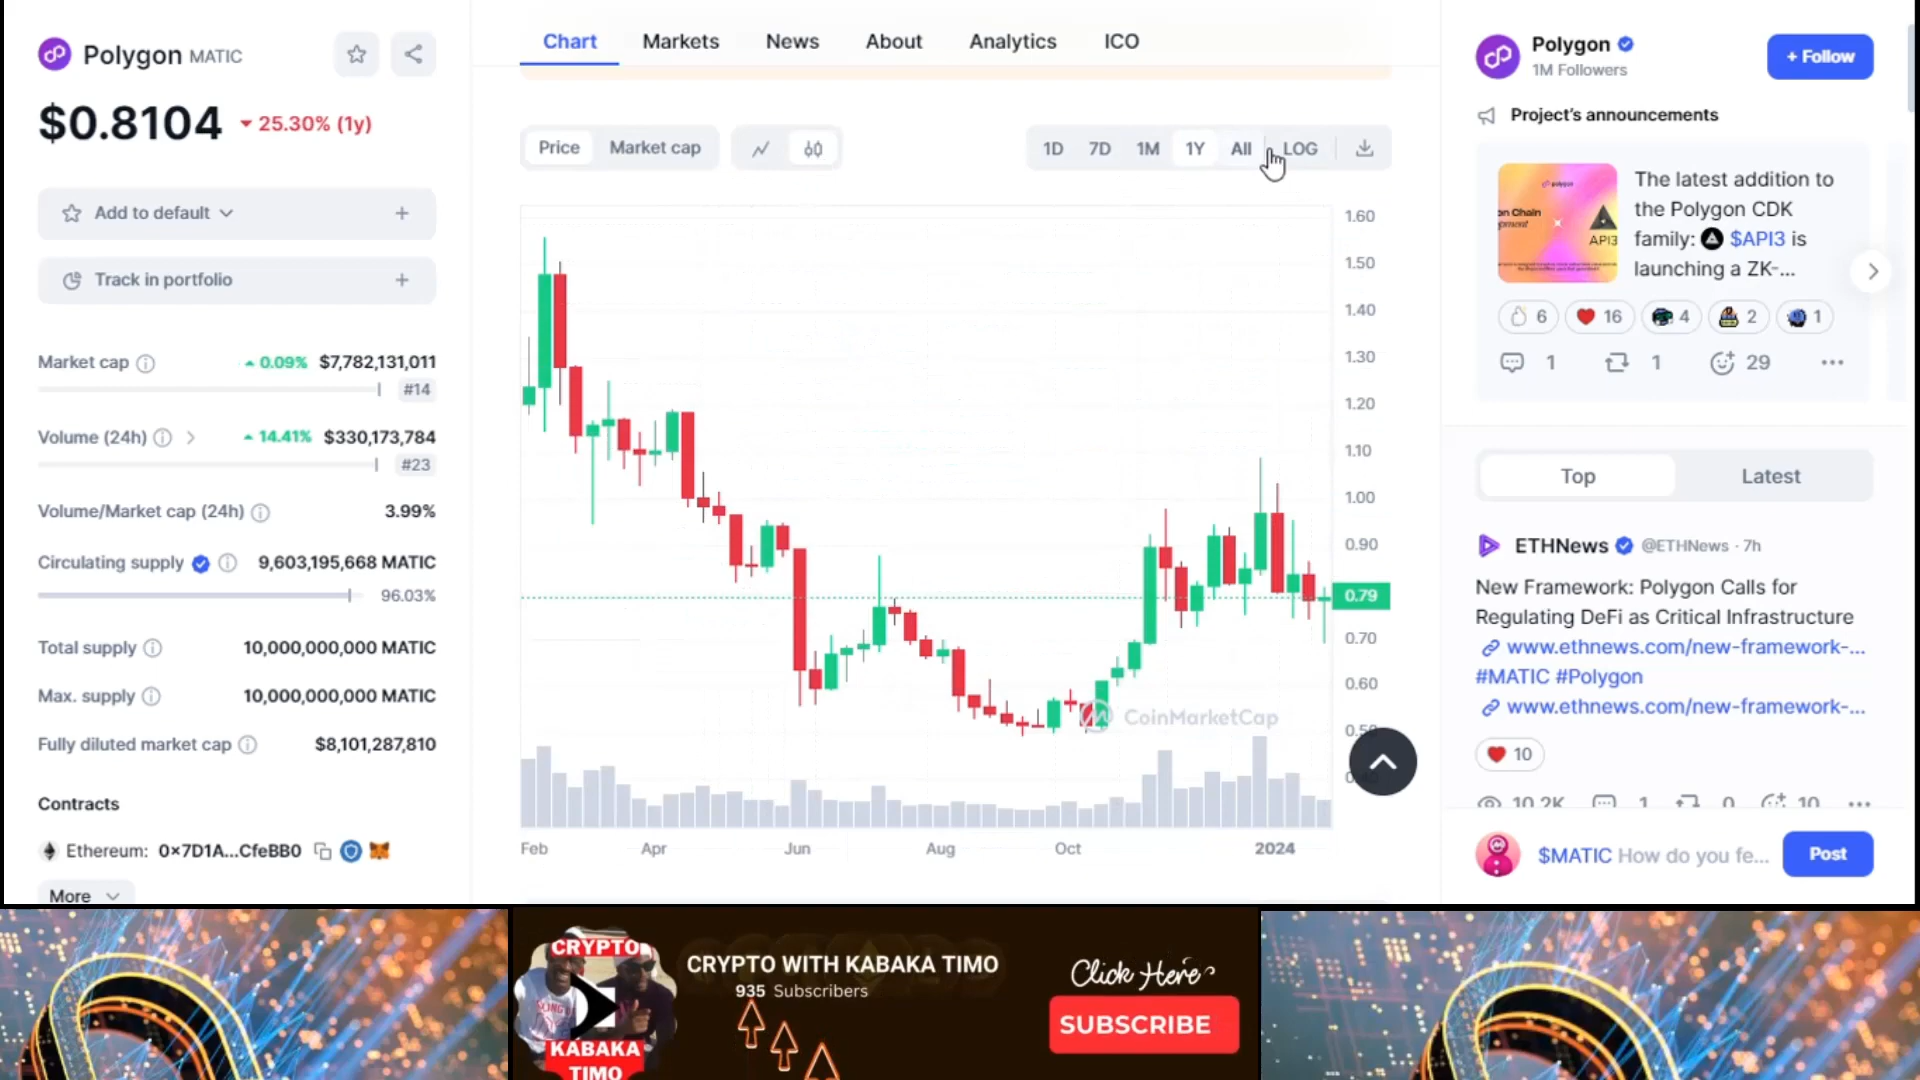 Polygon MATIC
$0.8104 25.30% (1y)
Add to default
Track in portfolio
Market cap 0.09% $7,782,131,011
#14
Volume (24h) 14.41% $330,173,784
#23
Volume/Market cap (24h) 3.99%
Circulating supply 9,603,195,668 MATIC
96.03%
Total supply 10,000,000,000 MATIC
Max. supply 10,000,000,000 MATIC
Fully diluted market cap $8,101,287,810
Contracts
Ethereum: 0x7D1A...CfeBB0
More
Chart Markets News About Analytics ICO
Price Market cap
1D 7D 1M 1Y All LOG
1.60
1.50
1.40
1.30
1.20
1.10
1.00
0.90
0.79
0.70
0.60
CoinMarketCap
Feb Apr Jun Aug Oct 2024
Polygon
1M Followers
+ Follow
Project's announcements
on Chain
API3
The latest addition to
the Polygon CDK
family: $API3 is
launching a ZK-...
6 16 4 2 1
1 1 29
Top Latest
ETHNews @ETHNews · 7h
New Framework: Polygon Calls for
Regulating DeFi as Critical Infrastructure
www.ethnews.com/new-framework-...
#MATIC #Polygon
www.ethnews.com/new-framework-...
10
10.2K 1 0 10
$MATIC How do you fe...
Post
CRYPTO
KABAKA
TIMO
CRYPTO WITH KABAKA TIMO
935 Subscribers
Click Here
SUBSCRIBE